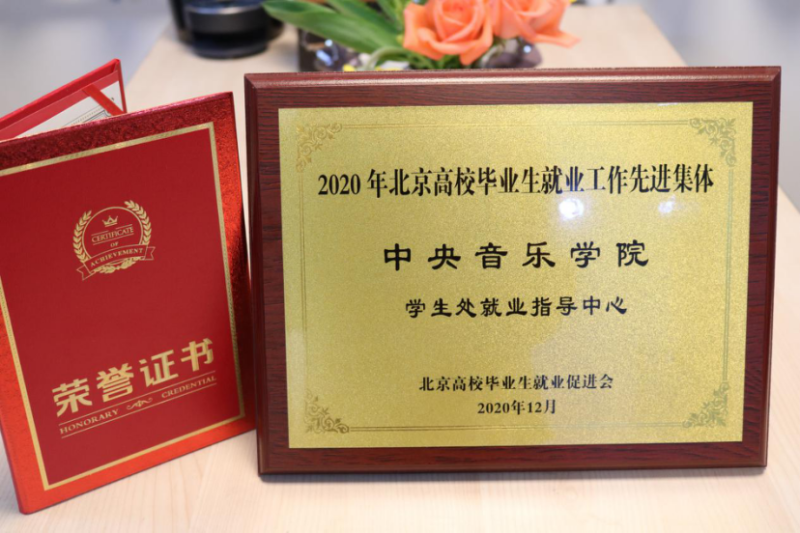 CERTIFICATE
OF
ACHIEVEMENT
荣誉证书
HONORARY CREDENTIAL
2020年北京高校毕业生就业工作先进集体
中央音乐学院
学生处就业指导中心
北京高校毕业生就业促进会
2020年12月